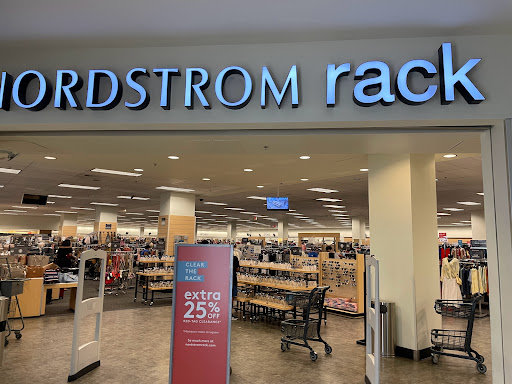 NORDSTROM rack
CLEAR
THE
RACK
extra
25% OFF
RED-TAG CLEARANCE*